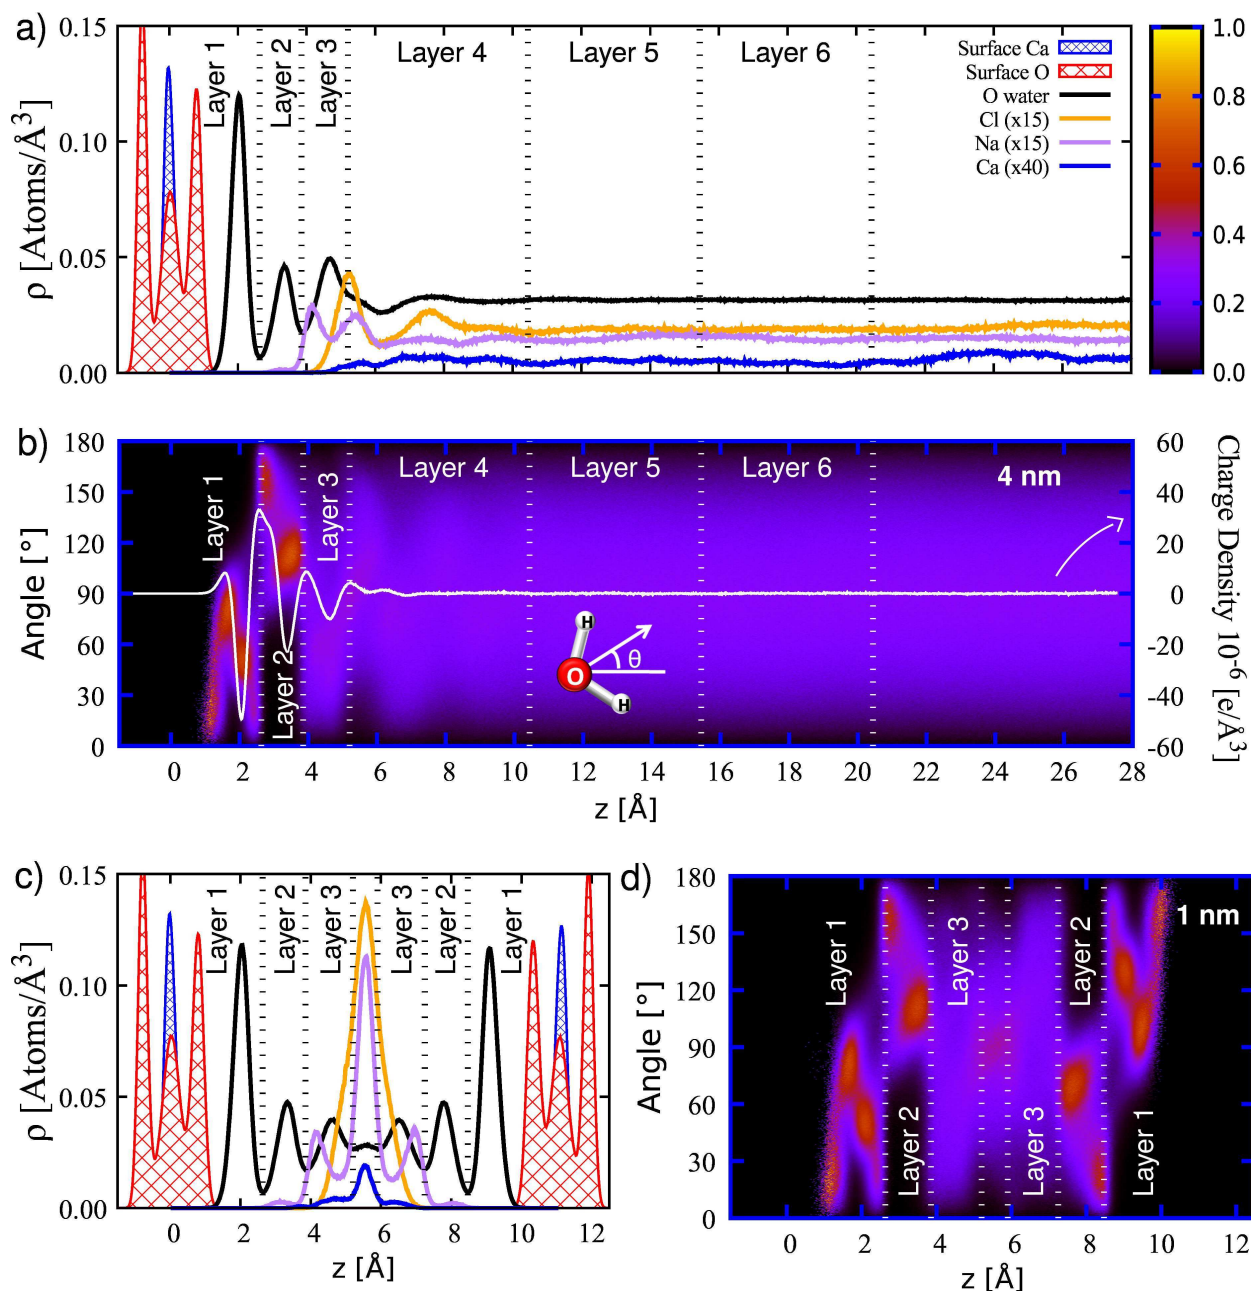 a)
ρ [Atoms/Å³]
0.15
0.10
0.05
0.00
Layer 1
Layer 2
Layer 3
Layer 4
Layer 5
Layer 6
Surface Ca
Surface O
O water
Cl (x15)
Na (x15)
Ca (x40)
1.0
0.8
0.6
0.4
0.2
0.0
b)
Angle [°]
180
150
120
90
60
30
0
Layer 1
Layer 2
Layer 3
Layer 4
Layer 5
Layer 6
4 nm
H
O
H
θ
60
40
20
0
-20
-40
-60
Charge Density 10⁻⁶ [e/Å³]
0 2 4 6 8 10 12 14 16 18 20 22 24 26 28
z [Å]
c)
ρ [Atoms/Å³]
0.15
0.10
0.05
0.00
Layer 1
Layer 2
Layer 3
Layer 3
Layer 2
Layer 1
0 2 4 6 8 10 12
z [Å]
d)
Angle [°]
180
150
120
90
60
30
0
Layer 1
Layer 2
Layer 3
Layer 3
Layer 2
Layer 1
1 nm
0 2 4 6 8 10 12
z [Å]